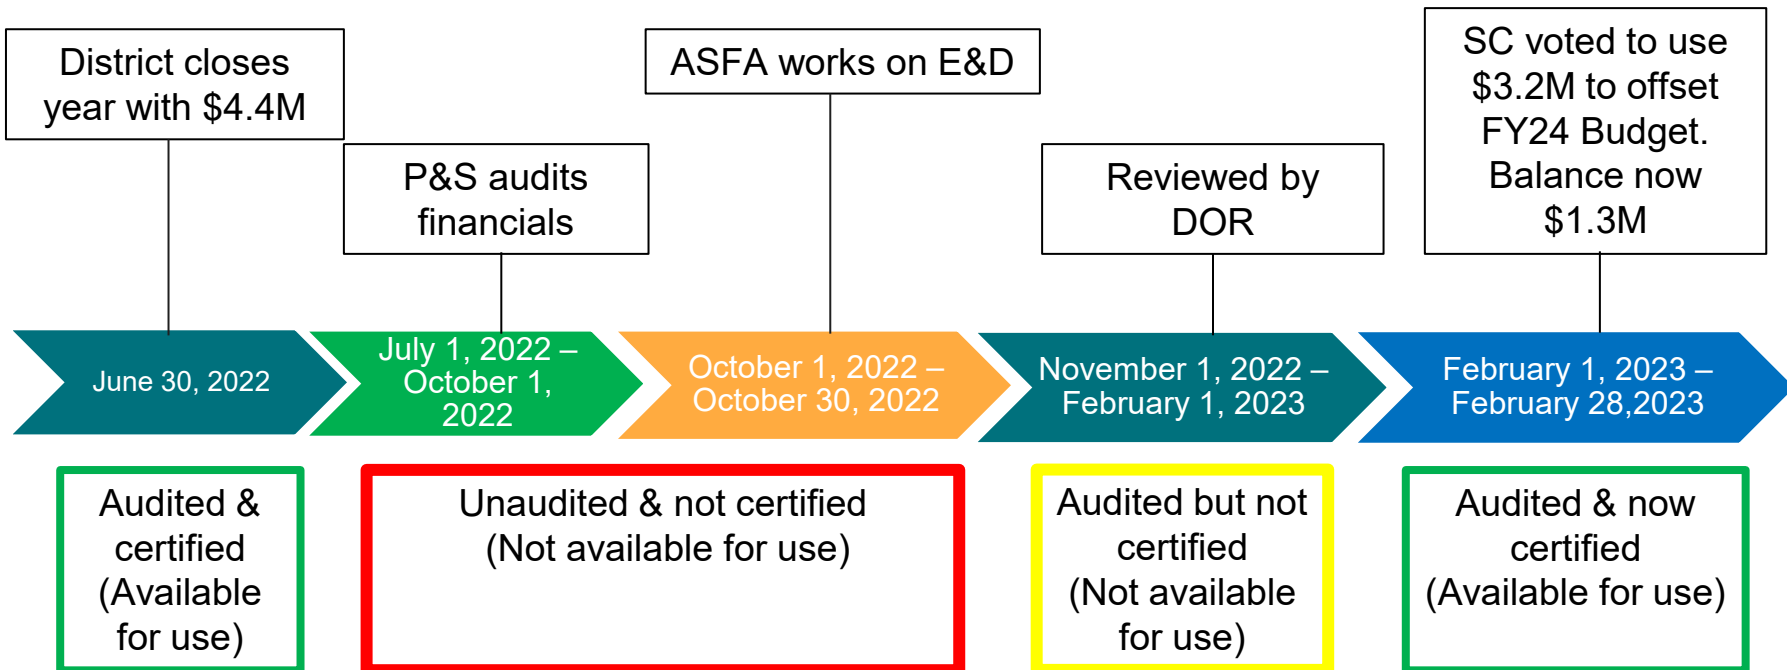 District closes
year with $4.4M
P&S audits
financials
ASFA works on E&D
Reviewed by
DOR
SC voted to use
$3.2M to offset
FY24 Budget.
Balance now
$1.3M
June 30, 2022
July 1, 2022 –
October 1,
2022
October 1, 2022 –
October 30, 2022
November 1, 2022 –
February 1, 2023
February 1, 2023 –
February 28,2023
Audited &
certified
(Available
for use)
Unaudited & not certified
(Not available for use)
Audited but not
certified
(Not available
for use)
Audited & now
certified
(Available for use)